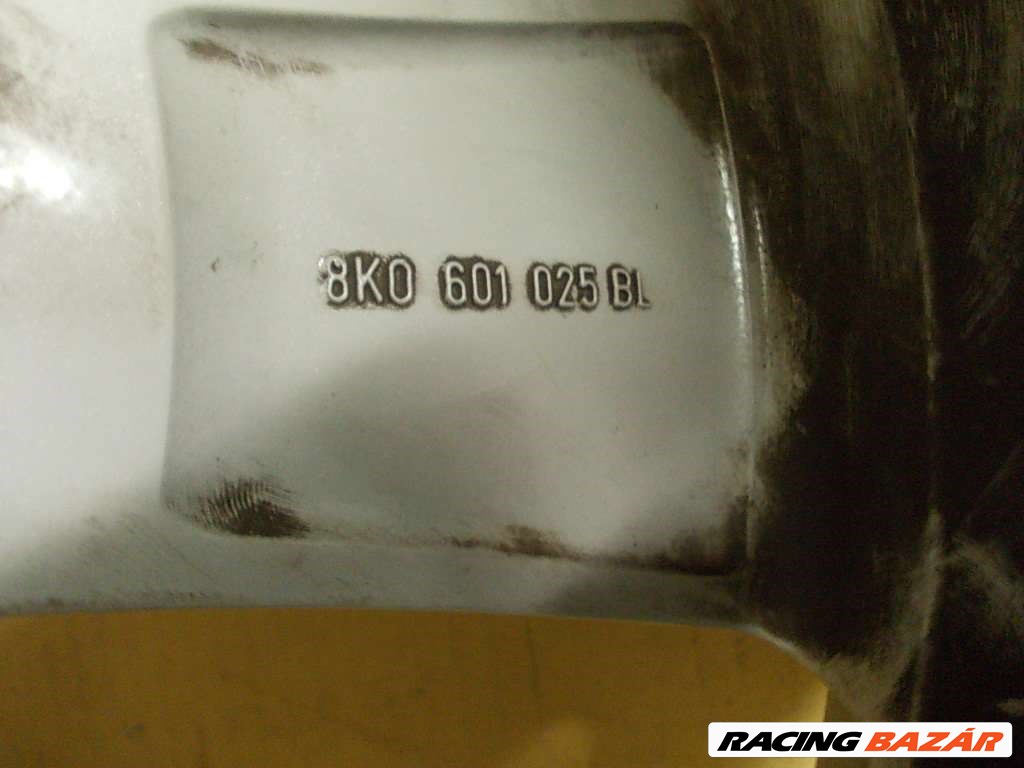 8K0 601 025 BL
RACING BAZÁR